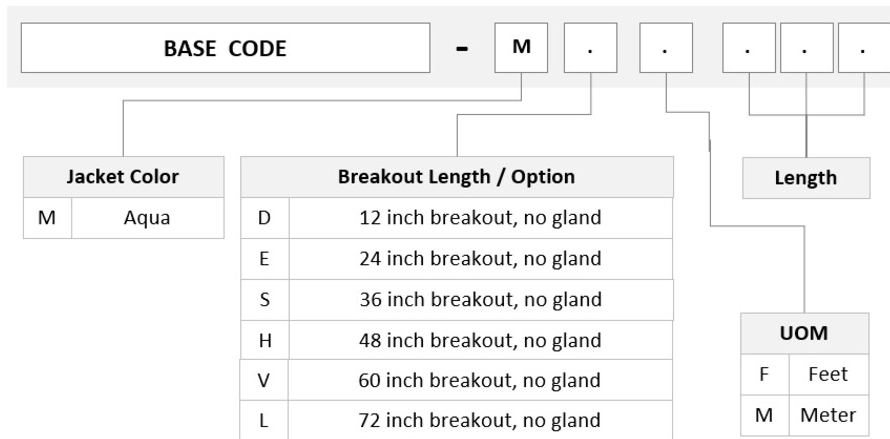 BASE CODE - M . . . . .
Jacket Color
M Aqua
Breakout Length / Option
D 12 inch breakout, no gland
E 24 inch breakout, no gland
S 36 inch breakout, no gland
H 48 inch breakout, no gland
V 60 inch breakout, no gland
L 72 inch breakout, no gland
Length
UOM
F Feet
M Meter